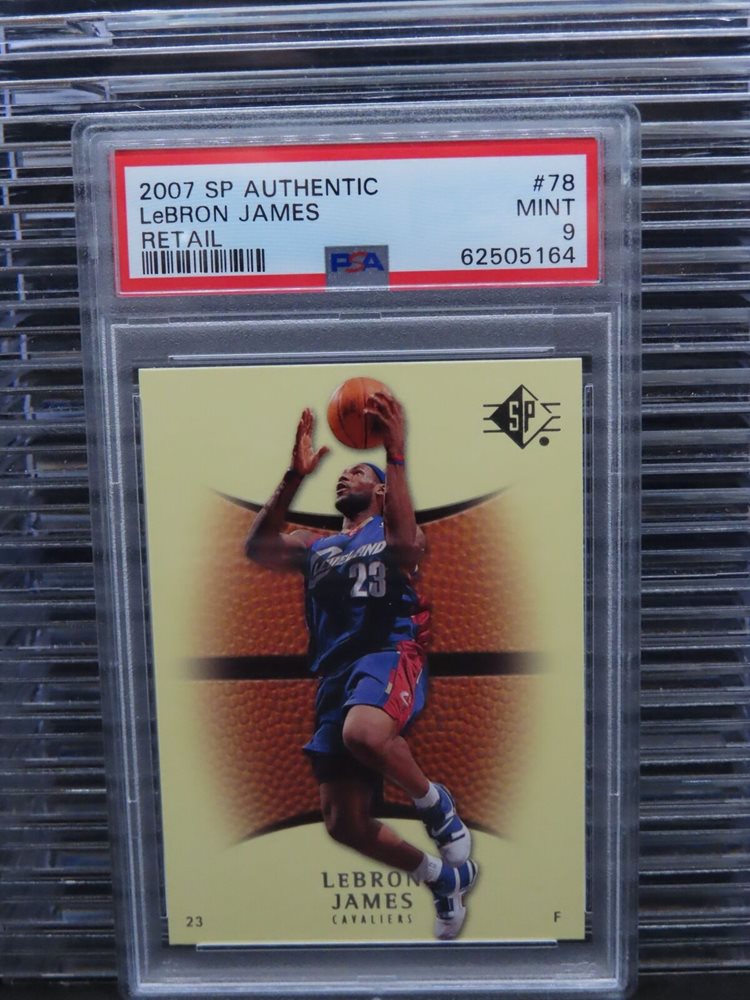 2007 SP AUTHENTIC #78
LeBRON JAMES MINT
RETAIL 9
PSA 62505164
SP
CLEVELAND
23
LEBRON
JAMES
CAVALIERS
23 F